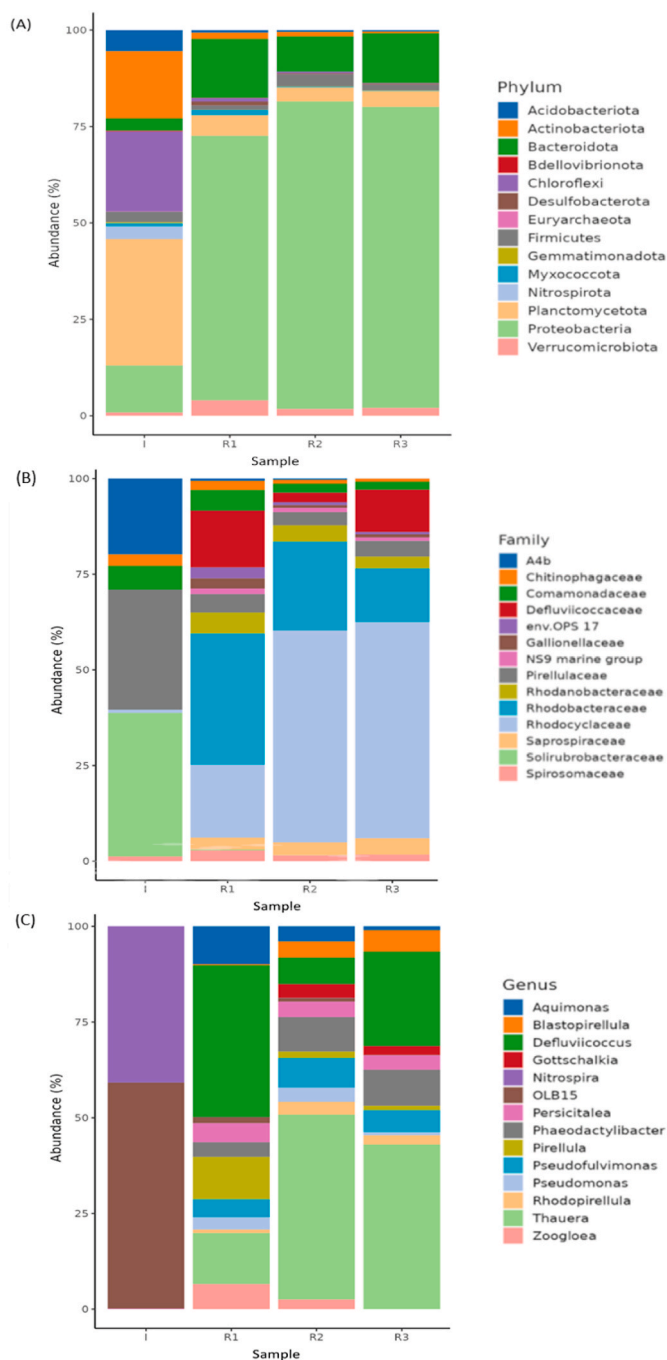 (A)
Abundance (%)
100
75
50
25
0
I R1 R2 R3
Sample
Phylum
Acidobacteriota
Actinobacteriota
Bacteroidota
Bdellovibrionota
Chloroflexi
Desulfobacterota
Euryarchaeota
Firmicutes
Gemmatimonadota
Myxococcota
Nitrospirota
Planctomycetota
Proteobacteria
Verrucomicrobiota
(B)
Abundance (%)
100
75
50
25
0
I R1 R2 R3
Sample
Family
A4b
Chitinophagaceae
Comamonadaceae
Defluviicoccaceae
env.OPS 17
Gallionellaceae
NS9 marine group
Pirellulaceae
Rhodanobacteraceae
Rhodobacteraceae
Rhodocyclaceae
Saprospiraceae
Solirubrobacteraceae
Spirosomaceae
(C)
Abundance (%)
100
75
50
25
0
I R1 R2 R3
Sample
Genus
Aquimonas
Blastopirellula
Defluviicoccus
Gottschalkia
Nitrospira
OLB15
Persicitalea
Phaeodactylibacter
Pirellula
Pseudofulvimonas
Pseudomonas
Rhodopirellula
Thauera
Zoogloea